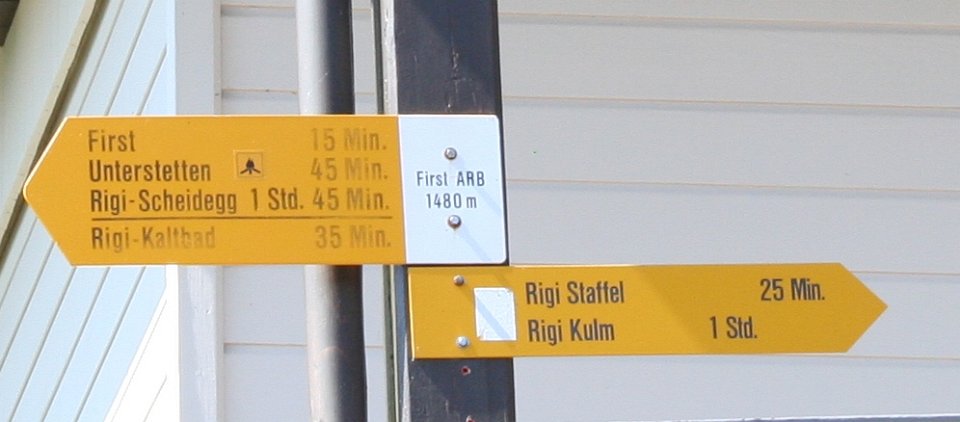 First 15 Min.
Unterstetten 45 Min.
Rigi-Scheidegg 1 Std. 45 Min.
Rigi-Kaltbad 35 Min.
First ARB
1480 m
Rigi Staffel 25 Min.
Rigi Kulm 1 Std.